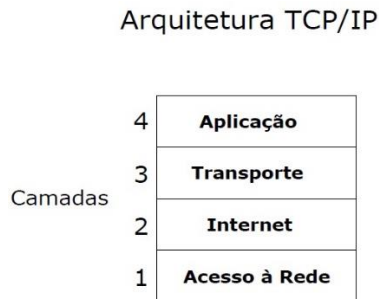 Arquitetura TCP/IP
4 Aplicação
3 Transporte
Camadas
2 Internet
1 Acesso à Rede